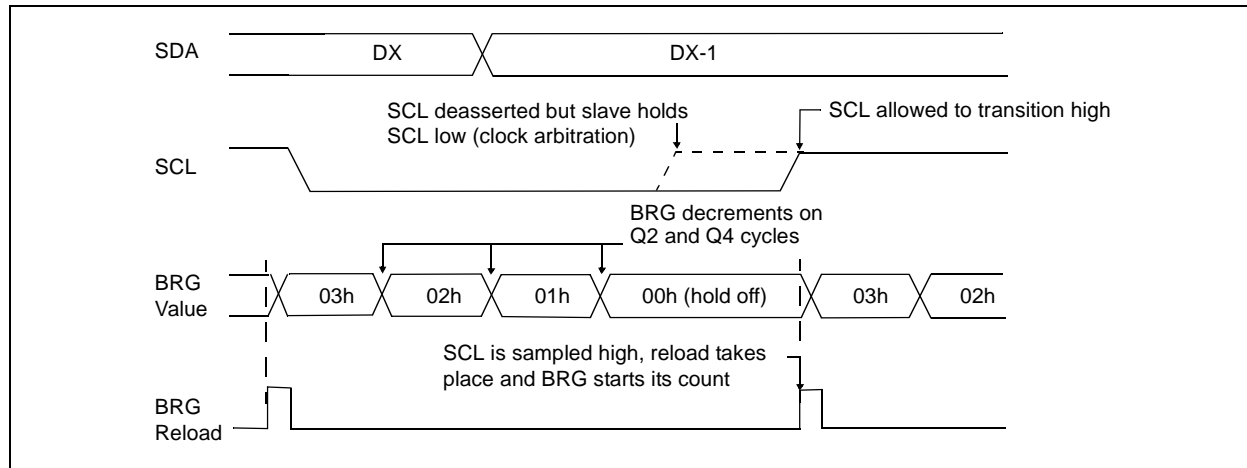 SDA
DX
DX-1
SCL deasserted but slave holds
SCL low (clock arbitration)
SCL allowed to transition high
SCL
BRG decrements on
Q2 and Q4 cycles
BRG
Value
03h
02h
01h
00h (hold off)
03h
02h
SCL is sampled high, reload takes
place and BRG starts its count
BRG
Reload